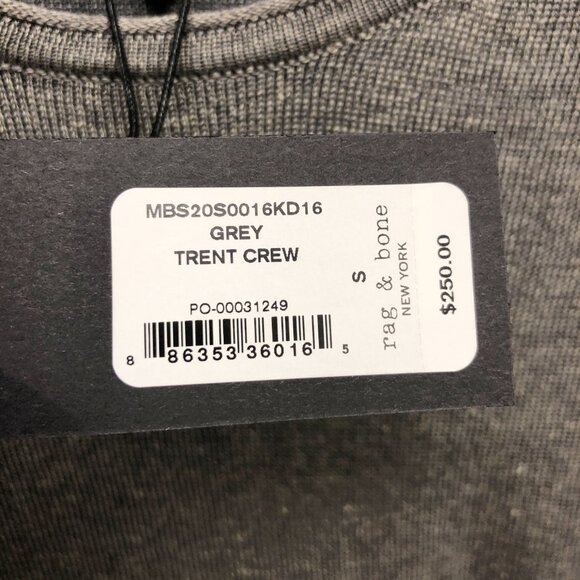 MBS20S0016KD16
GREY
TRENT CREW
PO-00031249
8 86353 36016 5
S
rag & bone
NEW YORK
$250.00